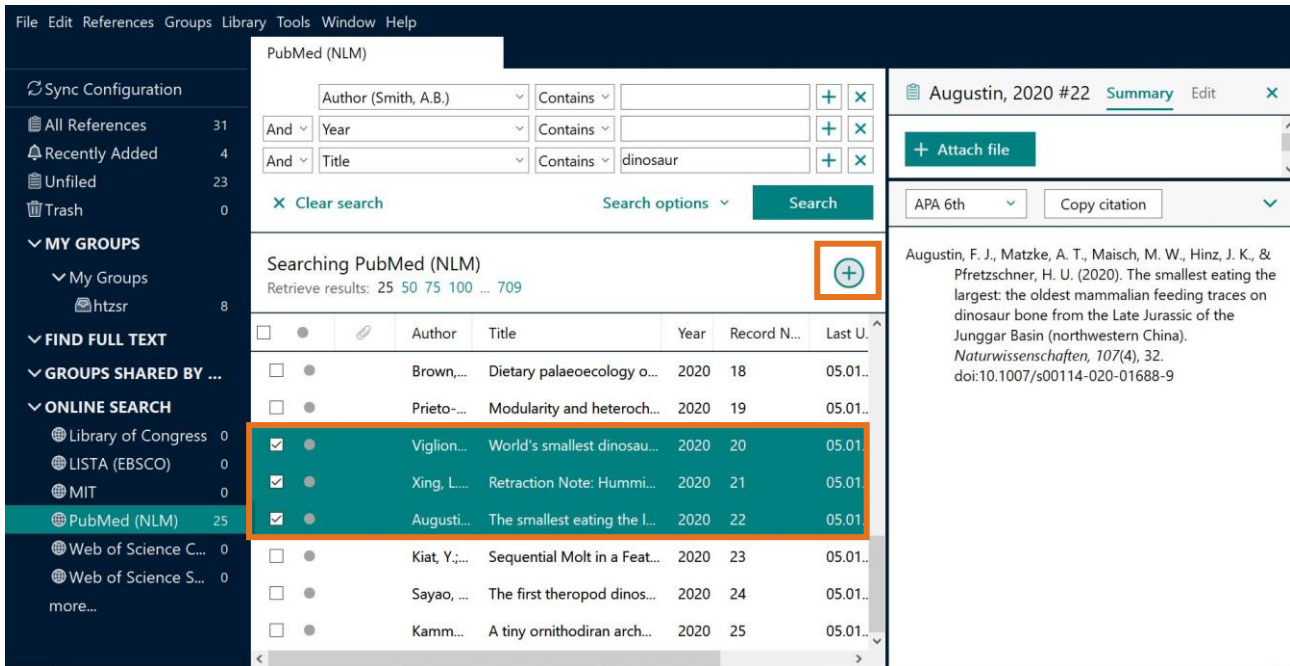 File Edit References Groups Library Tools Window Help
PubMed (NLM)
Sync Configuration
All References 31
Recently Added 4
Unfiled 23
Trash 0
MY GROUPS
My Groups
htzsr 8
FIND FULL TEXT
GROUPS SHARED BY ...
ONLINE SEARCH
Library of Congress 0
LISTA (EBSCO) 0
MIT 0
PubMed (NLM) 25
Web of Science C... 0
Web of Science S... 0
more...
Author (Smith, A.B.) Contains
And Year Contains
And Title Contains dinosaur
Clear search Search options Search
Searching PubMed (NLM)
Retrieve results: 25 50 75 100 ... 709
Author Title Year Record N... Last U.
Brown,... Dietary palaeoecology o... 2020 18 05.01..
Prieto-... Modularity and heteroch... 2020 19 05.01..
Viglion... World's smallest dinosau... 2020 20 05.01.
Xing, L.... Retraction Note: Hummi... 2020 21 05.01.
Augusti... The smallest eating the l... 2020 22 05.01.
Kiat, Y.;... Sequential Molt in a Feat... 2020 23 05.01..
Sayao, ... The first theropod dinos... 2020 24 05.01..
Kamm... A tiny ornithodiran arch... 2020 25 05.01..
Augustin, 2020 #22 Summary Edit
Attach file
APA 6th Copy citation
Augustin, F. J., Matzke, A. T., Maisch, M. W., Hinz, J. K., &
Pfretzschner, H. U. (2020). The smallest eating the
largest: the oldest mammalian feeding traces on
dinosaur bone from the Late Jurassic of the
Junggar Basin (northwestern China).
Naturwissenschaften, 107(4), 32.
doi:10.1007/s00114-020-01688-9